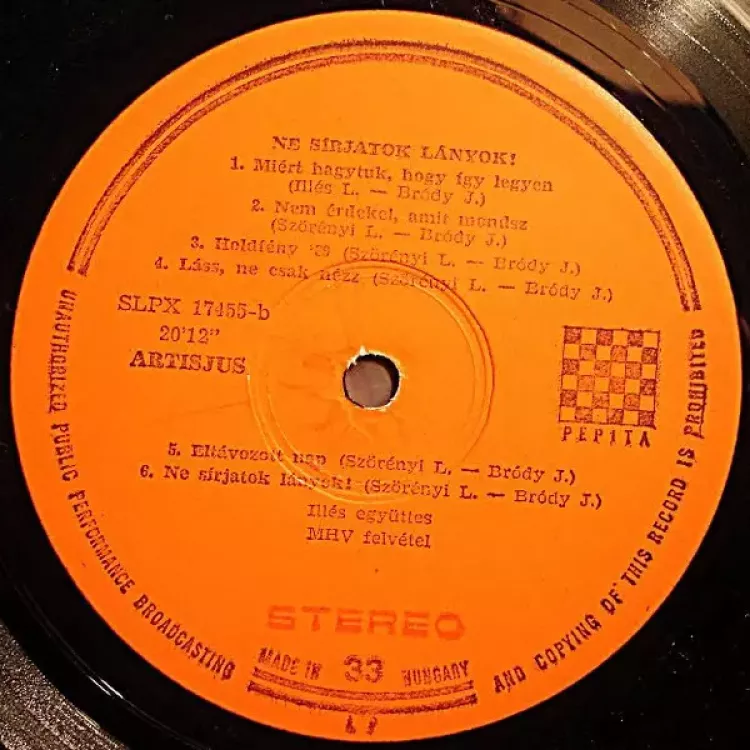 NE SÍRJATOK LÁNYOK!
1. Miért hagytuk, hogy így legyen
(Illés L. — Bródy J.)
2. Nem érdekel, amit mondsz
(Szörényi L. — Bródy J.)
3. Holdfény '69 (Szörényi L. — Bródy J.)
4. Láss, ne csak nézz (Szörényi L. — Bródy J.)
SLPX 17455-b
20'12"
ARTISJUS
PEPITA
5. Eltávozott nap (Szörényi L. — Bródy J.)
6. Ne sírjatok lányok! (Szörényi L. — Bródy J.)
Illés együttes
MHV felvétel
STEREO
MADE IN 33 HUNGARY
UNAUTHORIZED PUBLIC PERFORMANCE BROADCASTING AND COPYING OF THIS RECORD IS PROHIBITED